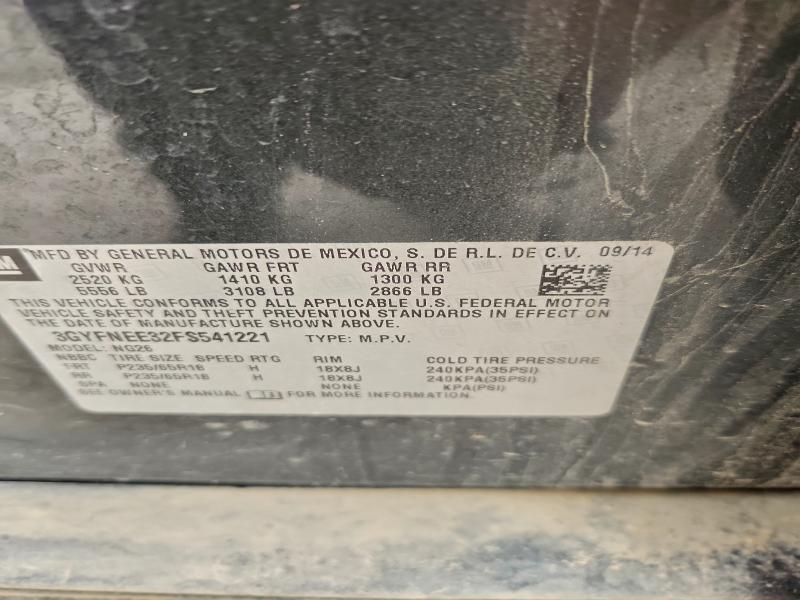 GM
MFD BY GENERAL MOTORS DE MEXICO, S. DE R.L. DE C.V. 09/14
GVWR GAWR FRT GAWR RR
2520 KG 1410 KG 1300 KG
5556 LB 3108 LB 2866 LB
THIS VEHICLE CONFORMS TO ALL APPLICABLE U.S. FEDERAL MOTOR
VEHICLE SAFETY AND THEFT PREVENTION STANDARDS IN EFFECT ON
THE DATE OF MANUFACTURE SHOWN ABOVE.
3GYFNEE32FS541221 TYPE: M.P.V.
MODEL: NG26
NBBC TIRE SIZE SPEED RTG RIM COLD TIRE PRESSURE
FRT P235/65R18 H 18X8J 240KPA(35PSI)
RR P235/65R18 H 18X8J 240KPA(35PSI)
SPA NONE NONE KPA(PSI)
SEE OWNER'S MANUAL FOR MORE INFORMATION.